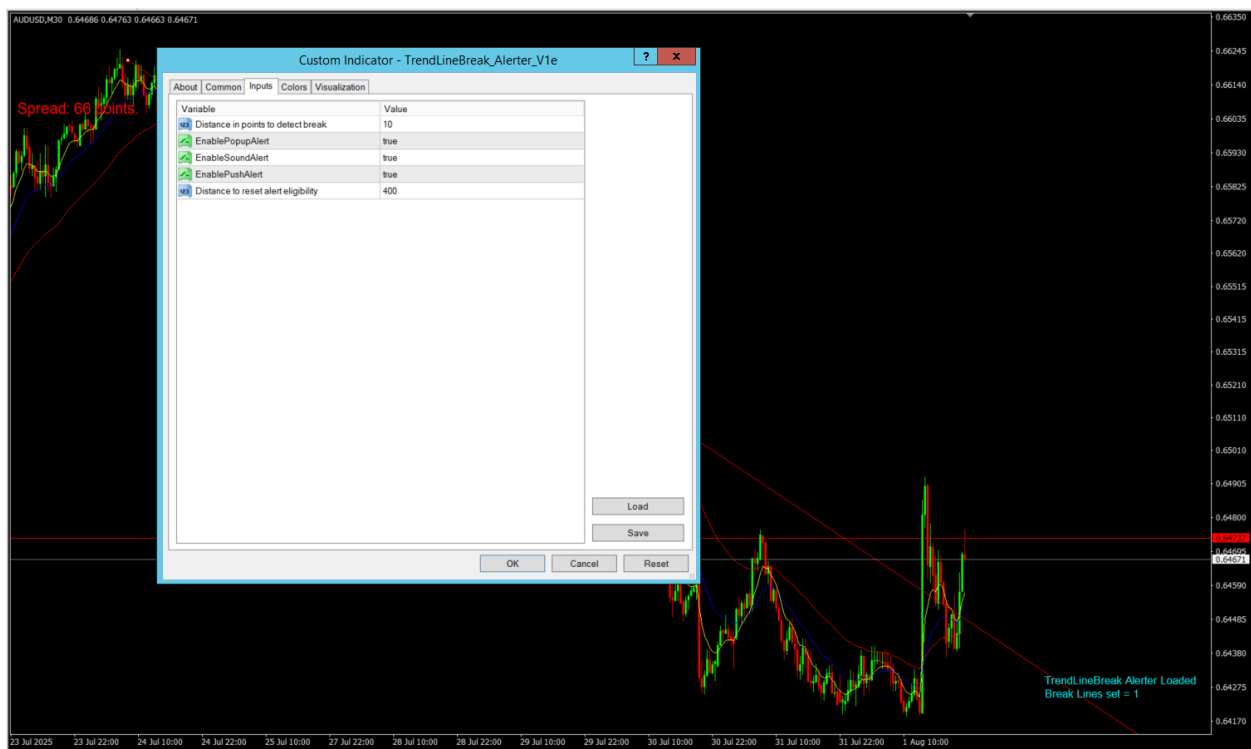 AUDUSD,M30 0.64686 0.64763 0.64663 0.64671
Spread: 66 points.
Custom Indicator - TrendLineBreak_Alerter_V1e
? x
About Common Inputs Colors Visualization
Variable Value
123 Distance in points to detect break 10
EnablePopupAlert true
EnableSoundAlert true
EnablePushAlert true
123 Distance to reset alert eligibility 400
Load
Save
OK Cancel Reset
TrendLineBreak Alerter Loaded
Break Lines set = 1
0.66350
0.66245
0.66140
0.66035
0.65930
0.65825
0.65720
0.65620
0.65515
0.65415
0.65315
0.65210
0.65110
0.65010
0.64905
0.64800
0.64737
0.64695
0.64671
0.64590
0.64485
0.64380
0.64275
0.64170
23 Jul 2025 23 Jul 22:00 24 Jul 10:00 24 Jul 22:00 25 Jul 10:00 27 Jul 22:00 28 Jul 10:00 28 Jul 22:00 29 Jul 10:00 29 Jul 22:00 30 Jul 10:00 30 Jul 22:00 31 Jul 10:00 31 Jul 22:00 1 Aug 10:00